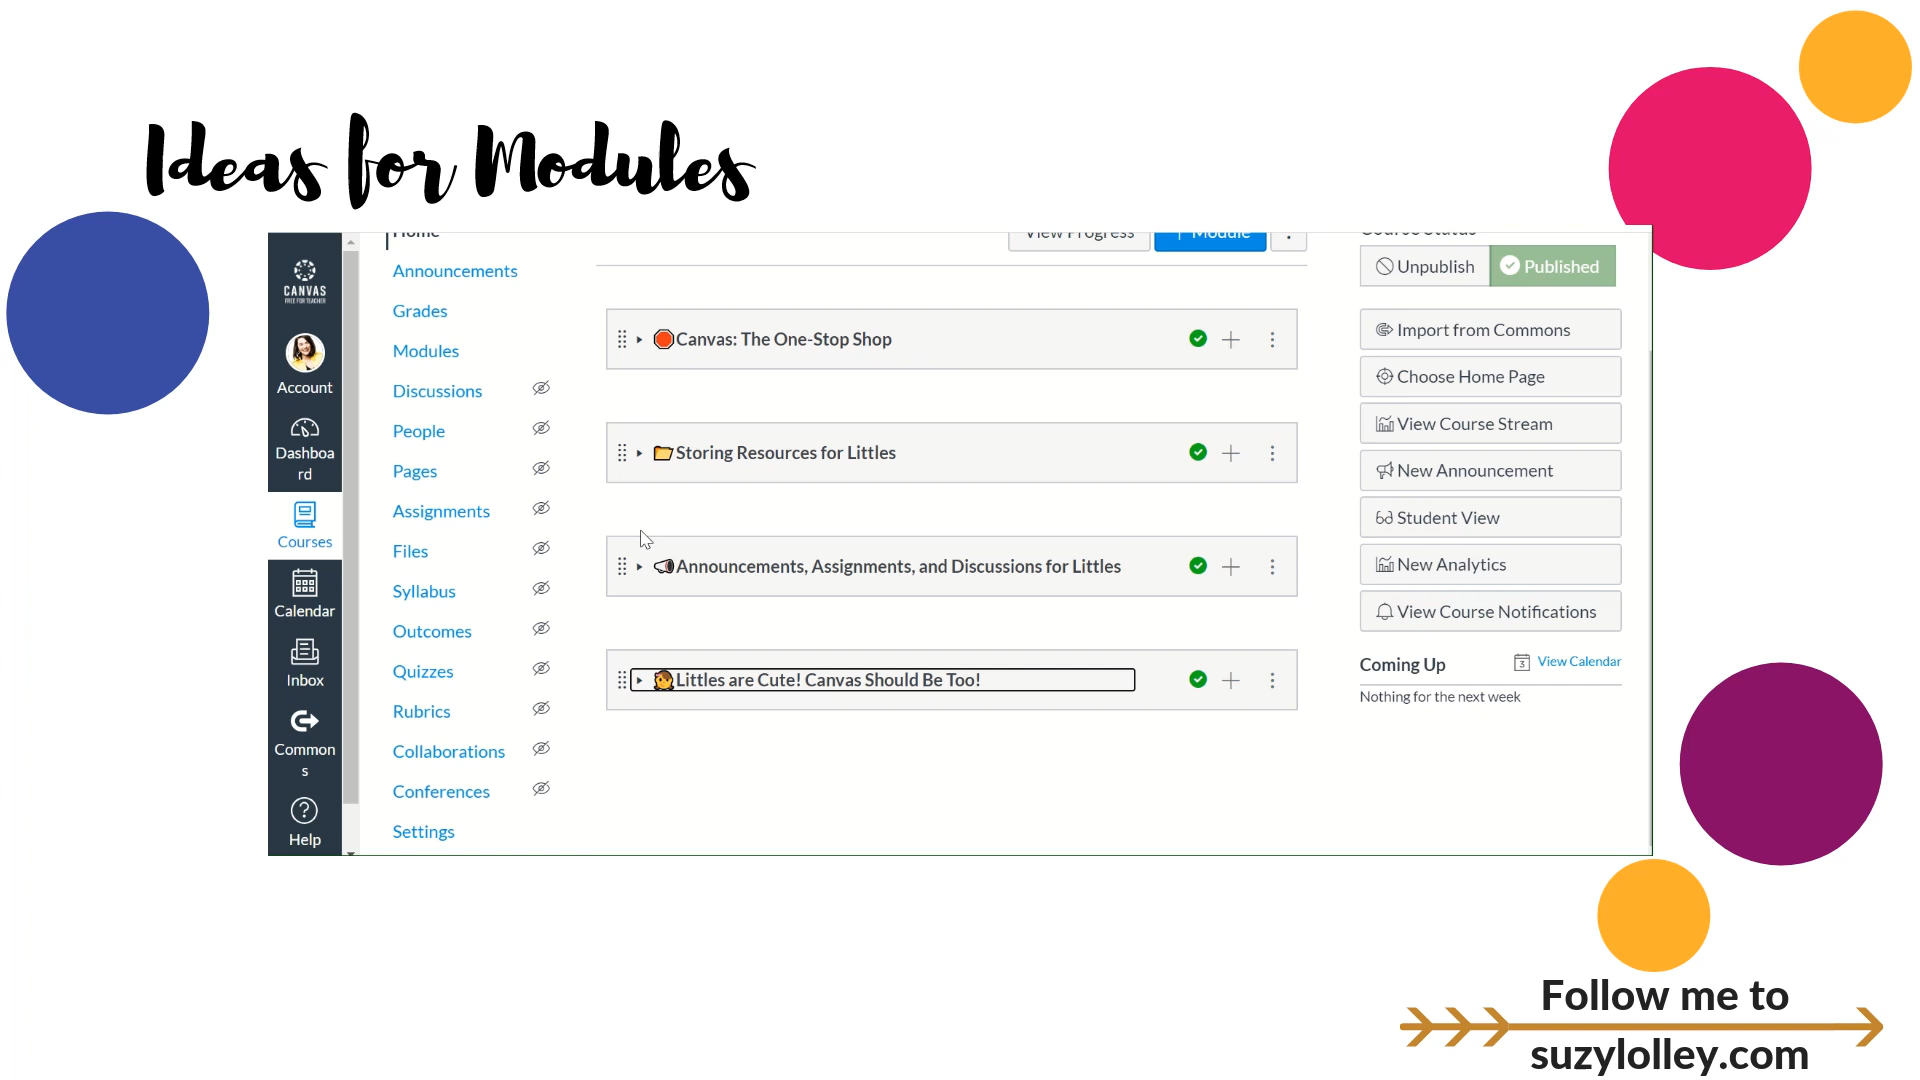 Ideas for Modules
Home
View Progress
+ Module
Course Status
CANVAS
FREE FOR TEACHER
Account
Dashboa
rd
Courses
Calendar
Inbox
Common
s
Help
Announcements
Grades
Modules
Discussions
People
Pages
Assignments
Files
Syllabus
Outcomes
Quizzes
Rubrics
Collaborations
Conferences
Settings
Canvas: The One-Stop Shop
Storing Resources for Littles
Announcements, Assignments, and Discussions for Littles
Littles are Cute! Canvas Should Be Too!
Unpublish
Published
Import from Commons
Choose Home Page
View Course Stream
New Announcement
Student View
New Analytics
View Course Notifications
Coming Up
3 View Calendar
Nothing for the next week
Follow me to
suzylolley.com